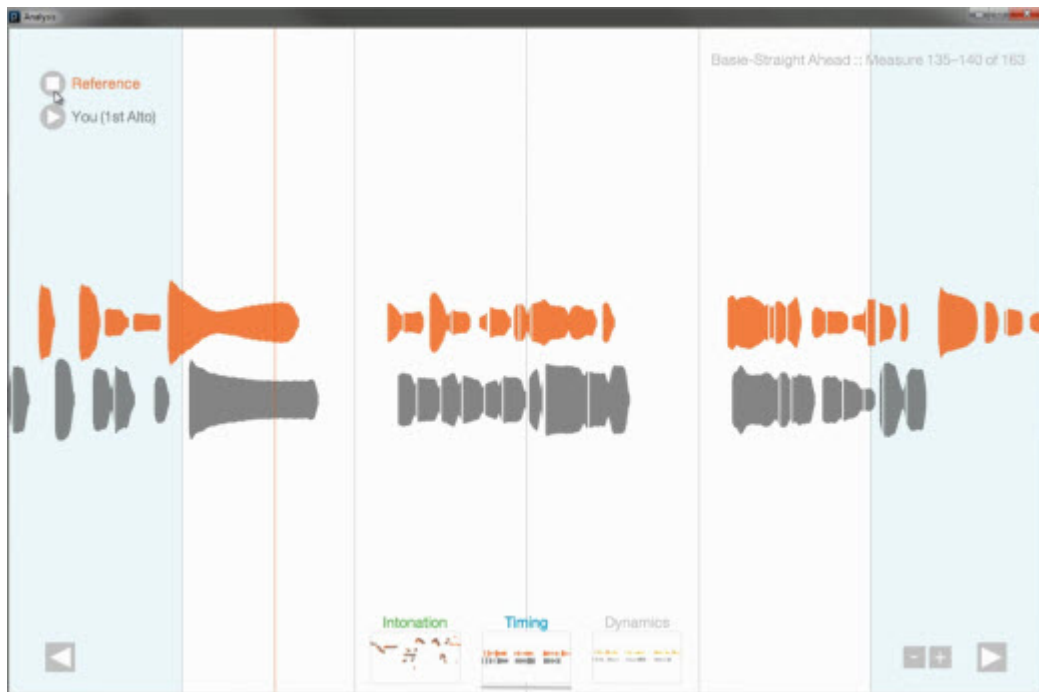 Analysis
Basie-Straight Ahead :: Measure 135-140 of 163
Reference
You (1st Alto)
Intonation
Timing
Dynamics
- +